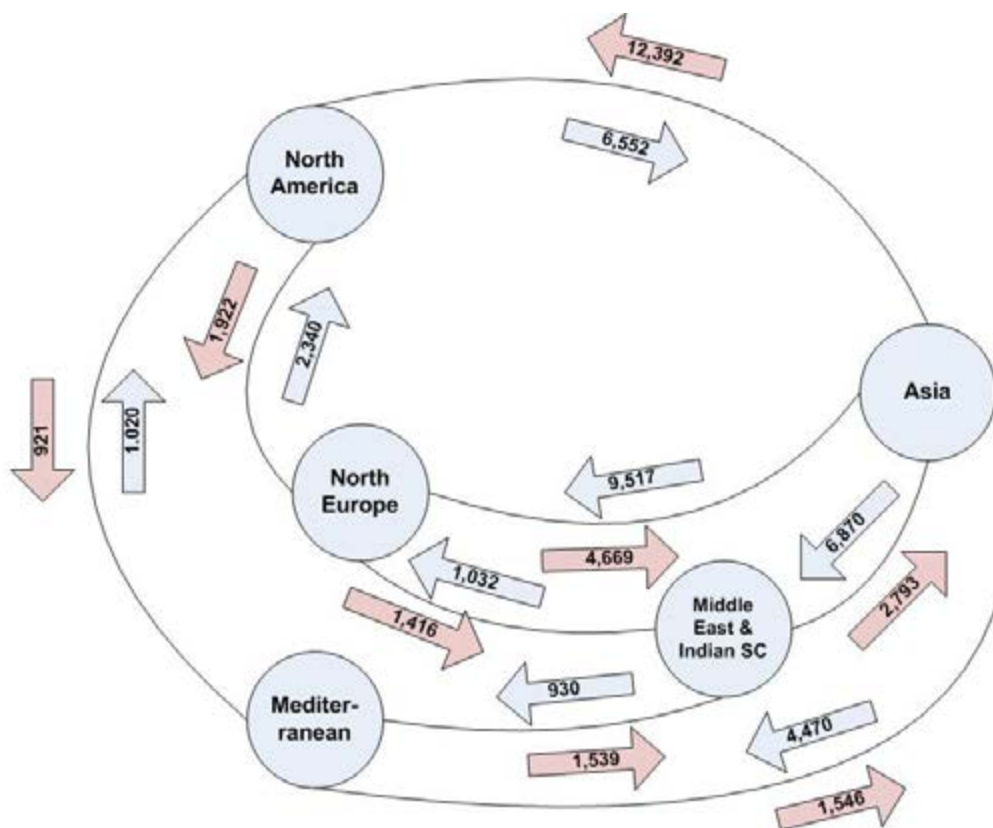 12,392
6,552
North
America
1,922
2,340
921
1.020
Asia
North
Europe
9,517
4,669
6,870
2,793
1,032
1,416
Middle
East &
Indian SC
930
Mediter-
ranean
1,539
4,470
1,546